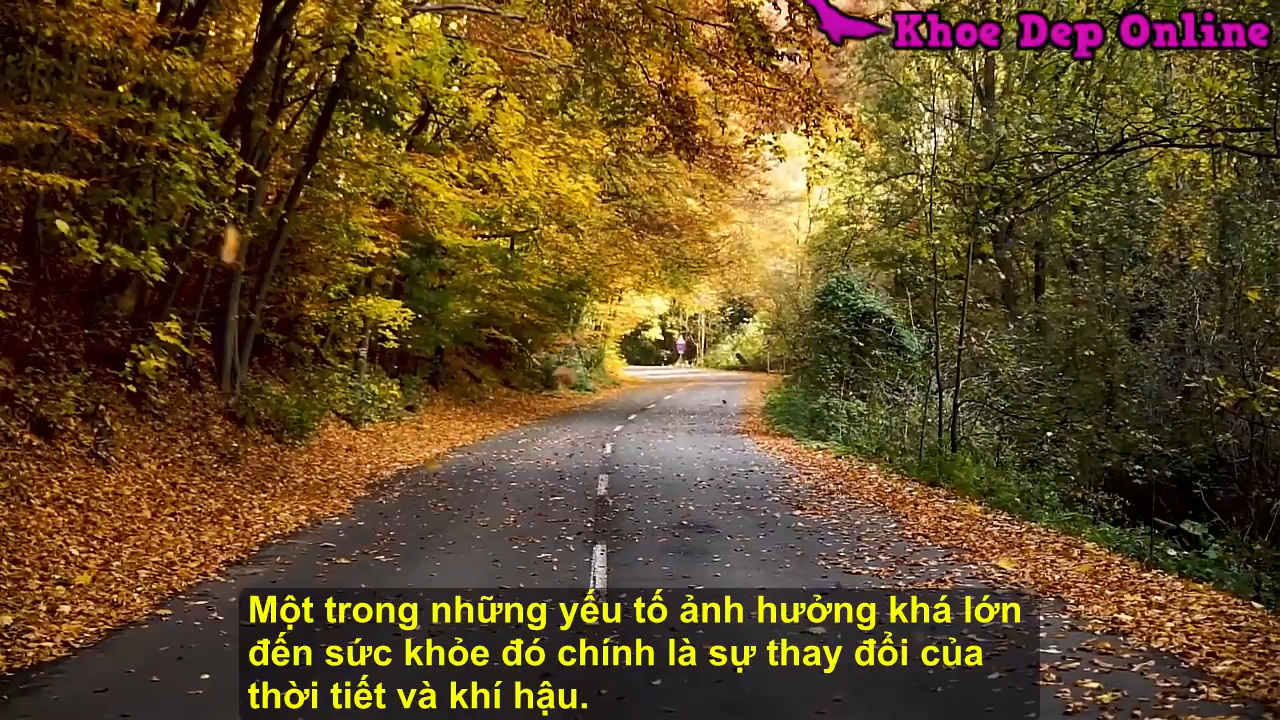 Khoe Dep Online
Một trong những yếu tố ảnh hưởng khá lớn
đến sức khỏe đó chính là sự thay đổi của
thời tiết và khí hậu.